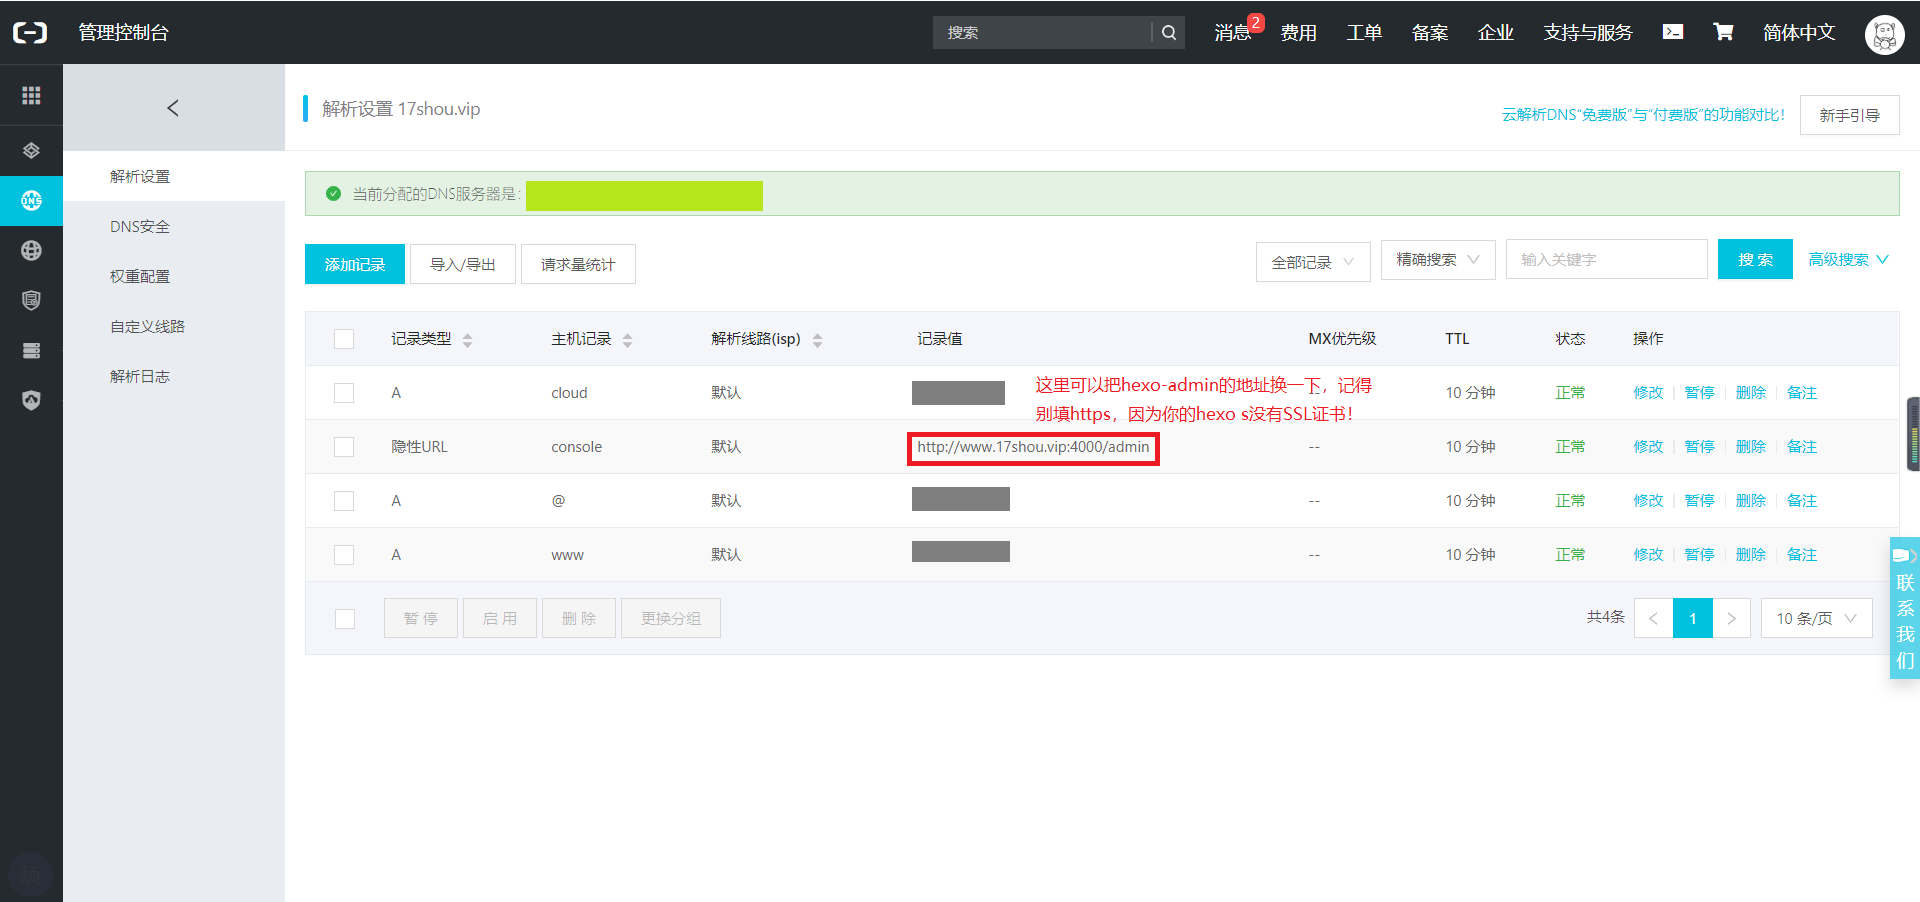 管理控制台
搜索
消息 2 费用 工单 备案 企业 支持与服务 简体中文
解析设置
DNS安全
权重配置
自定义线路
解析日志
DNS
解析设置 17shou.vip
云解析DNS“免费版”与“付费版”的功能对比!
新手引导
当前分配的DNS服务器是:
添加记录 导入/导出 请求量统计
全部记录 精确搜索 输入关键字 搜 索 高级搜索
记录类型 主机记录 解析线路(isp) 记录值 MX优先级 TTL 状态 操作
这里可以把hexo-admin的地址换一下，记得
别填https，因为你的hexo s没有SSL证书!
A cloud 默认 10 分钟 正常 修改 暂停 删除 备注
隐性URL console 默认 http://www.17shou.vip:4000/admin -- 10 分钟 正常 修改 暂停 删除 备注
A @ 默认 -- 10 分钟 正常 修改 暂停 删除 备注
A www 默认 -- 10 分钟 正常 修改 暂停 删除 备注
暂 停 启 用 删 除 更换分组
共4条 < 1 > 10 条/页
联系我们